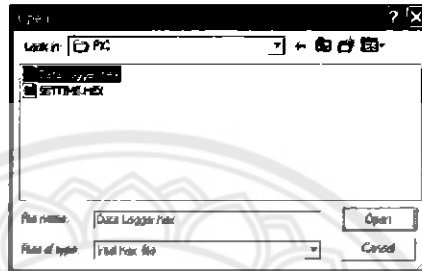 Open
Look in: PIC
Data Logger.hex
SETTIME.HEX
File name: Data Logger.hex Open
Files of type: Intel hex file Cancel